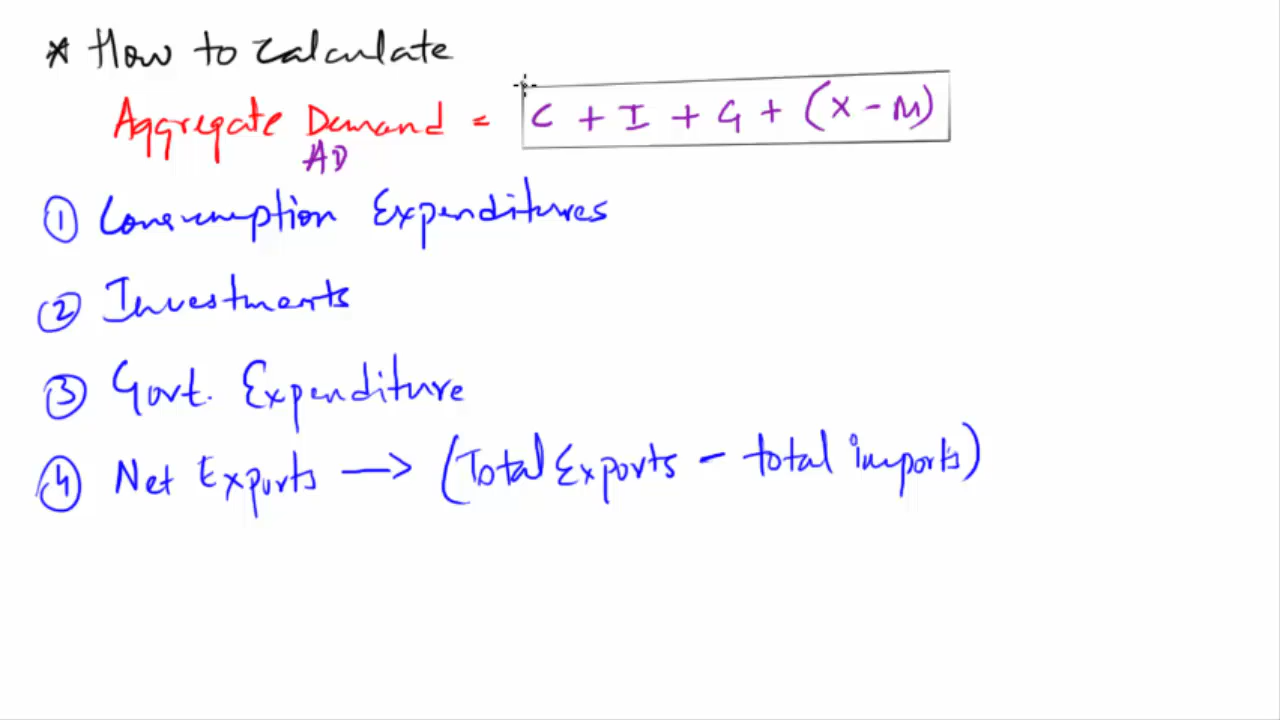 * How to calculate
Aggregate Demand = C + I + G + (X - M)
AD
① Consumption Expenditures
② Investments
③ Govt. Expenditure
④ Net Exports → (Total Exports - total imports)